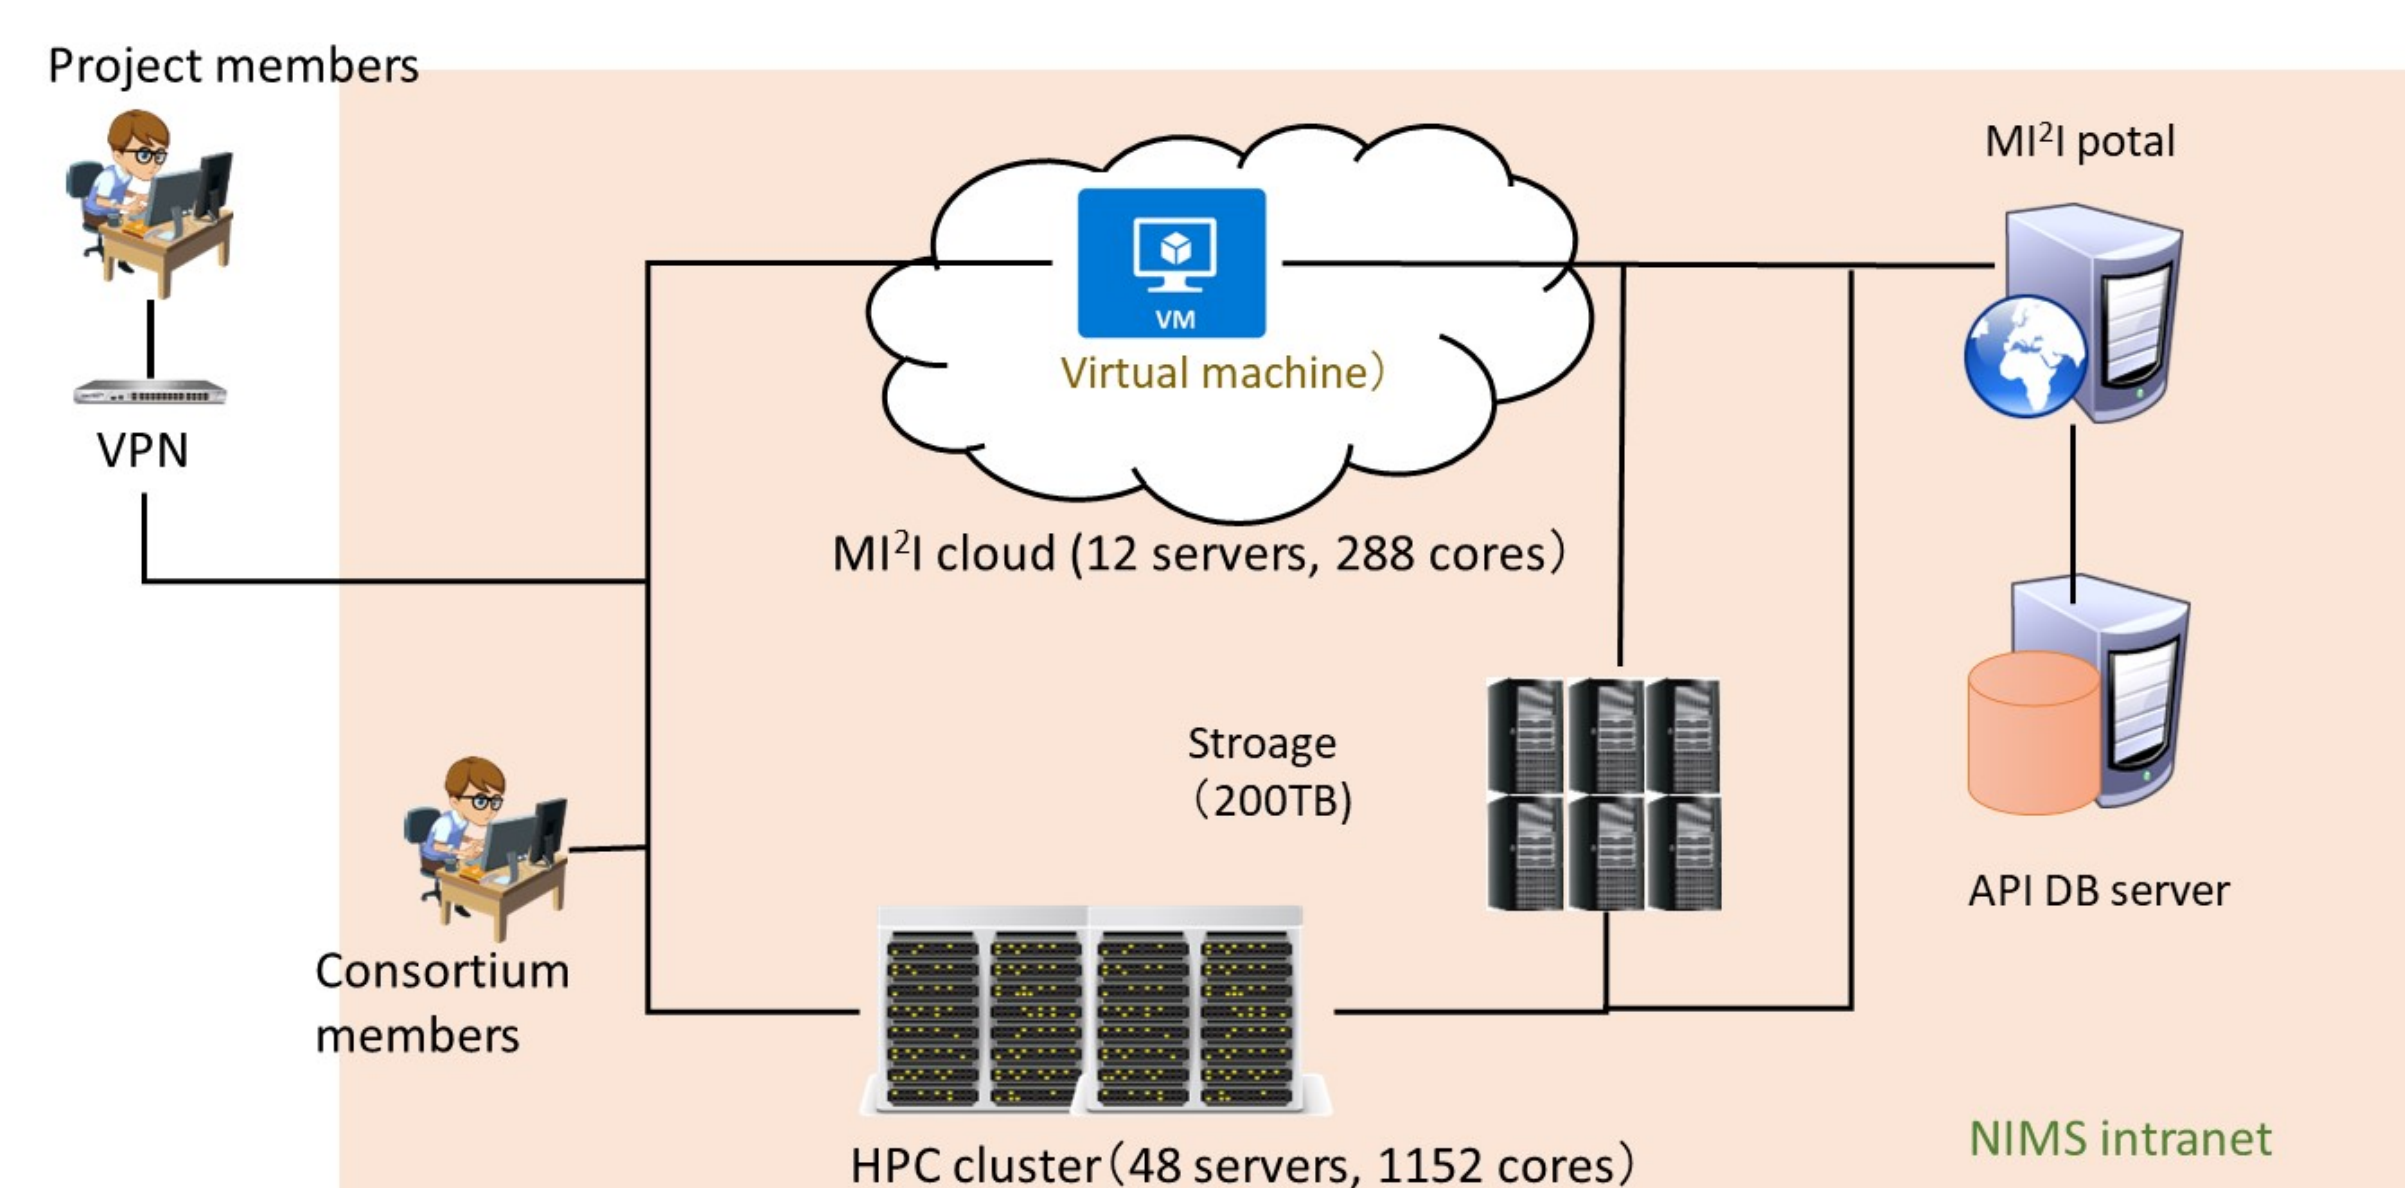 Project members
VPN
VM
Virtual machine）
MI²I cloud (12 servers, 288 cores）
MI²I potal
Stroage
（200TB)
API DB server
Consortium
members
HPC cluster（48 servers, 1152 cores）
NIMS intranet